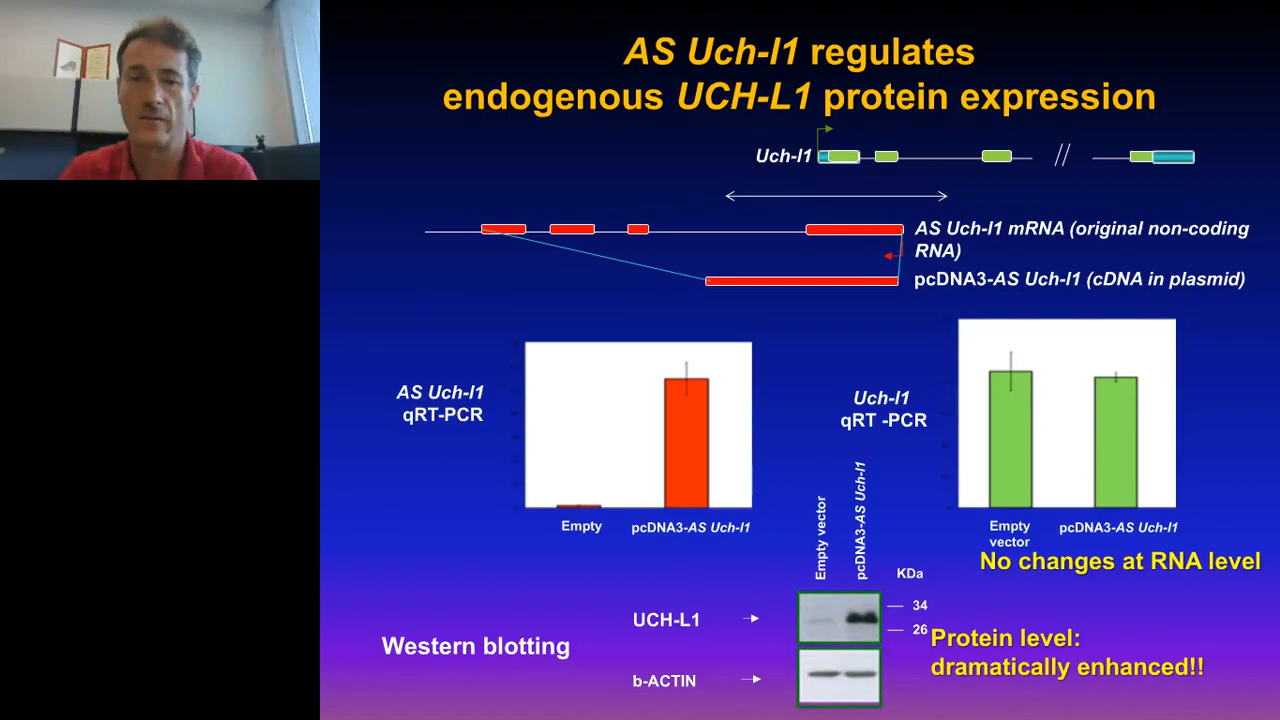 AS Uch-l1 regulates
endogenous UCH-L1 protein expression
Uch-l1
AS Uch-l1 mRNA (original non-coding
RNA)
pcDNA3-AS Uch-l1 (cDNA in plasmid)
AS Uch-l1
qRT-PCR
Empty
pcDNA3-AS Uch-l1
Uch-l1
qRT -PCR
Empty
vector
pcDNA3-AS Uch-l1
No changes at RNA level
Empty vector
pcDNA3-AS Uch-l1
KDa
34
26
UCH-L1
Western blotting
b-ACTIN
Protein level:
dramatically enhanced!!